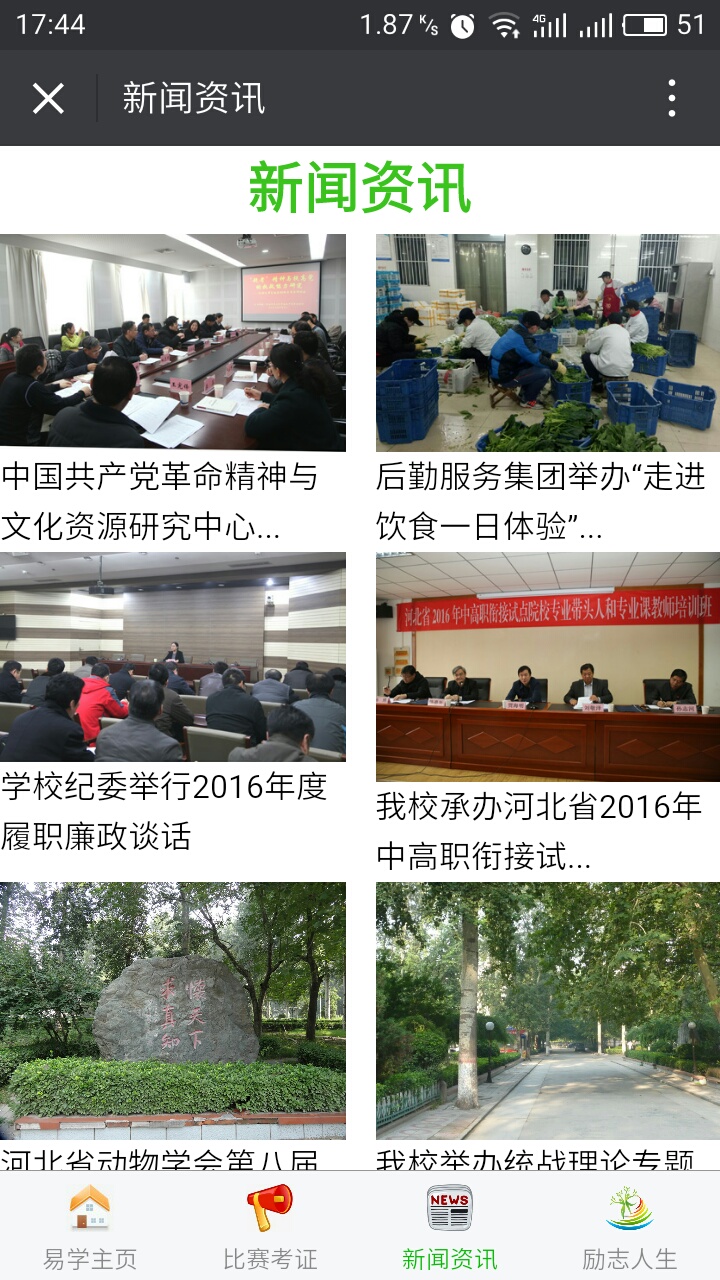 17:44
1.87 K/s
4G
51
新闻资讯
新闻资讯
中国共产党革命精神与
文化资源研究中心...
后勤服务集团举办“走进
饮食一日体验”...
河北省2016年中高职衔接试点院校专业带头人和专业课教师培训班
学校纪委举行2016年度
履职廉政谈话
我校承办河北省2016年
中高职衔接试...
怀天下
求真知
河北省动物学会第八届
我校举办统战理论专题
NEWS
易学主页
比赛考证
新闻资讯
励志人生